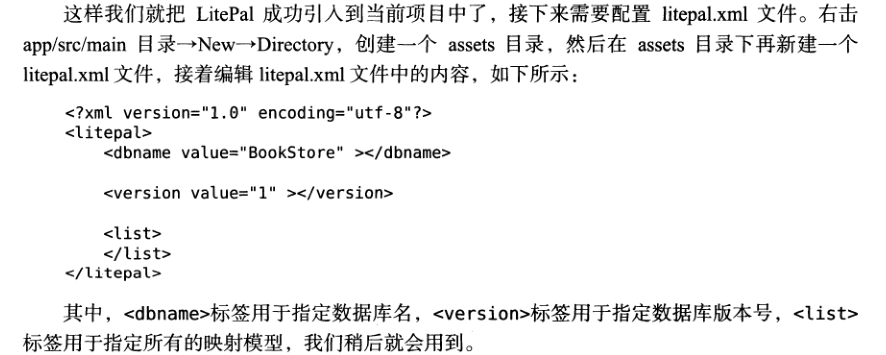 这样我们就把 LitePal 成功引入到当前项目中了，接下来需要配置 litepal.xml 文件。右击
app/src/main 目录→New→Directory，创建一个 assets 目录，然后在 assets 目录下再新建一个
litepal.xml 文件，接着编辑 litepal.xml 文件中的内容，如下所示：
<?xml version="1.0" encoding="utf-8"?>
<litepal>
    <dbname value="BookStore" ></dbname>
    <version value="1" ></version>
    <list>
    </list>
</litepal>
其中，<dbname>标签用于指定数据库名，<version>标签用于指定数据库版本号，<list>
标签用于指定所有的映射模型，我们稍后就会用到。